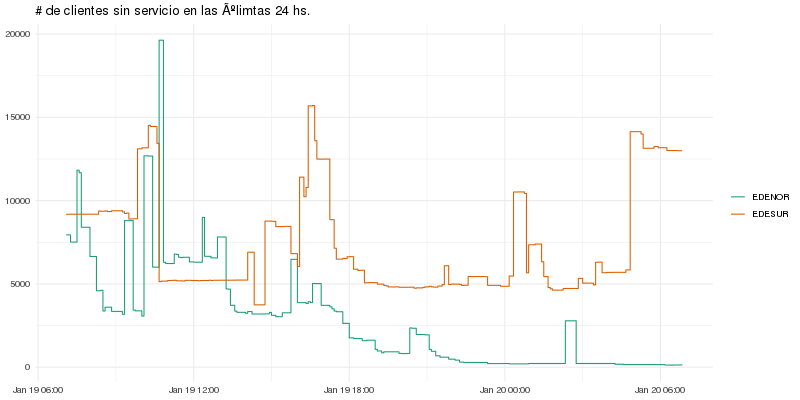 # de clientes sin servicio en las Ãºlimtas 24 hs.
20000
15000
10000
5000
0
EDENOR
EDESUR
Jan 19 06:00 Jan 19 12:00 Jan 19 18:00 Jan 20 00:00 Jan 20 06:00